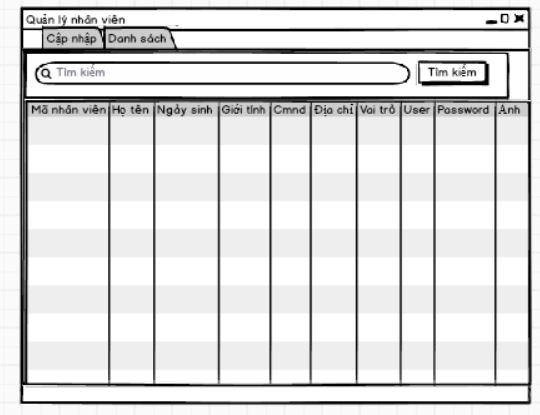 Quản lý nhân viên
Cập nhập Danh sách
Tìm kiếm Tìm kiếm
Mã nhân viên Họ tên Ngày sinh Giới tính Cmnd Địa chỉ Vai trò User Password Ảnh